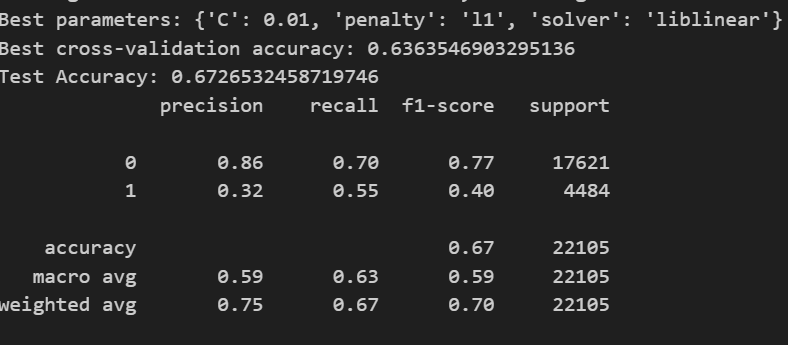 Best parameters: {'C': 0.01, 'penalty': 'l1', 'solver': 'liblinear'}
Best cross-validation accuracy: 0.6363546903295136
Test Accuracy: 0.6726532458719746
precision recall f1-score support
0 0.86 0.70 0.77 17621
1 0.32 0.55 0.40 4484
accuracy 0.67 22105
macro avg 0.59 0.63 0.59 22105
weighted avg 0.75 0.67 0.70 22105